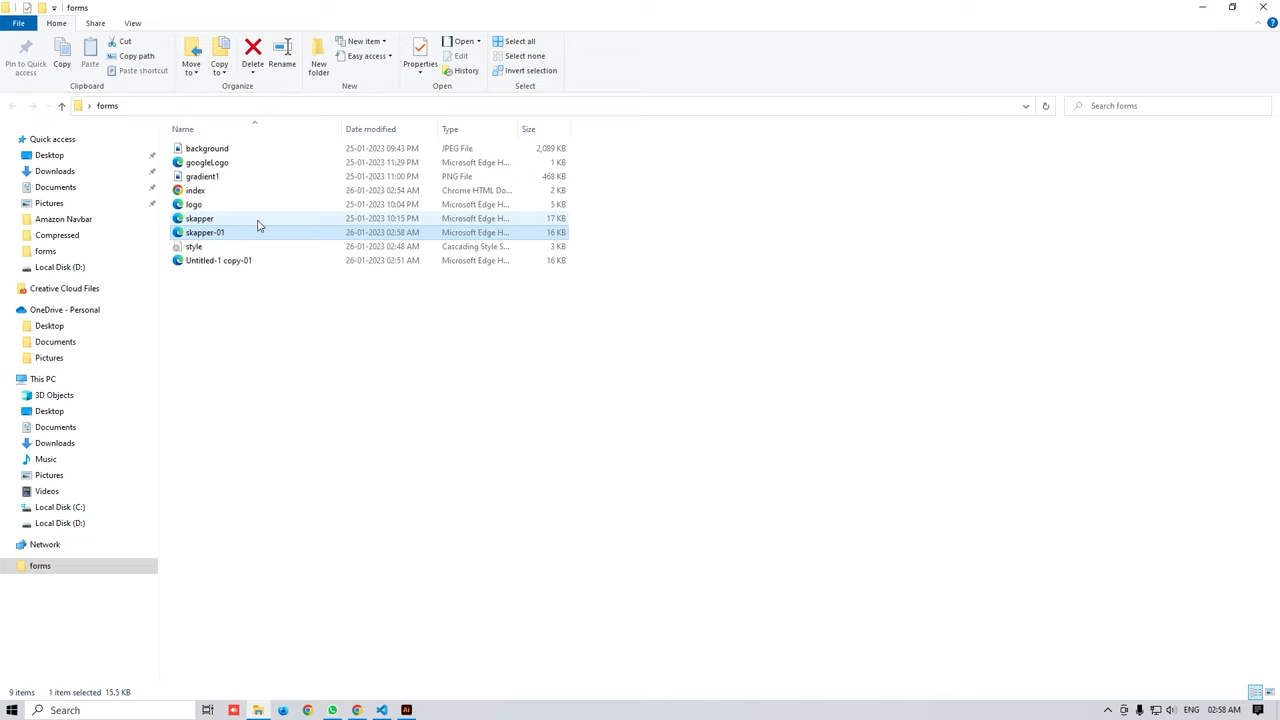 forms
File Home Share View
Pin to Quick access
Copy
Paste
Cut
Copy path
Paste shortcut
Clipboard
Move to
Copy to
Delete
Rename
Organize
New folder
New item
Easy access
New
Properties
Open
Edit
History
Open
Select all
Select none
Invert selection
Select
forms
Search forms
Name Date modified Type Size
background 25-01-2023 09:43 PM JPEG File 2,089 KB
googleLogo 25-01-2023 11:29 PM Microsoft Edge H... 1 KB
gradient1 25-01-2023 11:00 PM PNG File 468 KB
index 26-01-2023 02:54 AM Chrome HTML Do... 2 KB
logo 25-01-2023 10:04 PM Microsoft Edge H... 5 KB
skapper 25-01-2023 10:15 PM Microsoft Edge H... 17 KB
skapper-01 26-01-2023 02:58 AM Microsoft Edge H... 16 KB
style 26-01-2023 02:48 AM Cascading Style S... 3 KB
Untitled-1 copy-01 26-01-2023 02:51 AM Microsoft Edge H... 16 KB
Quick access
Desktop
Downloads
Documents
Pictures
Amazon Navbar
Compressed
forms
Local Disk (D:)
Creative Cloud Files
OneDrive - Personal
Desktop
Documents
Pictures
This PC
3D Objects
Desktop
Documents
Downloads
Music
Pictures
Videos
Local Disk (C:)
Local Disk (D:)
Network
forms
9 items 1 item selected 15.5 KB
Search
Ai
ENG 02:58 AM